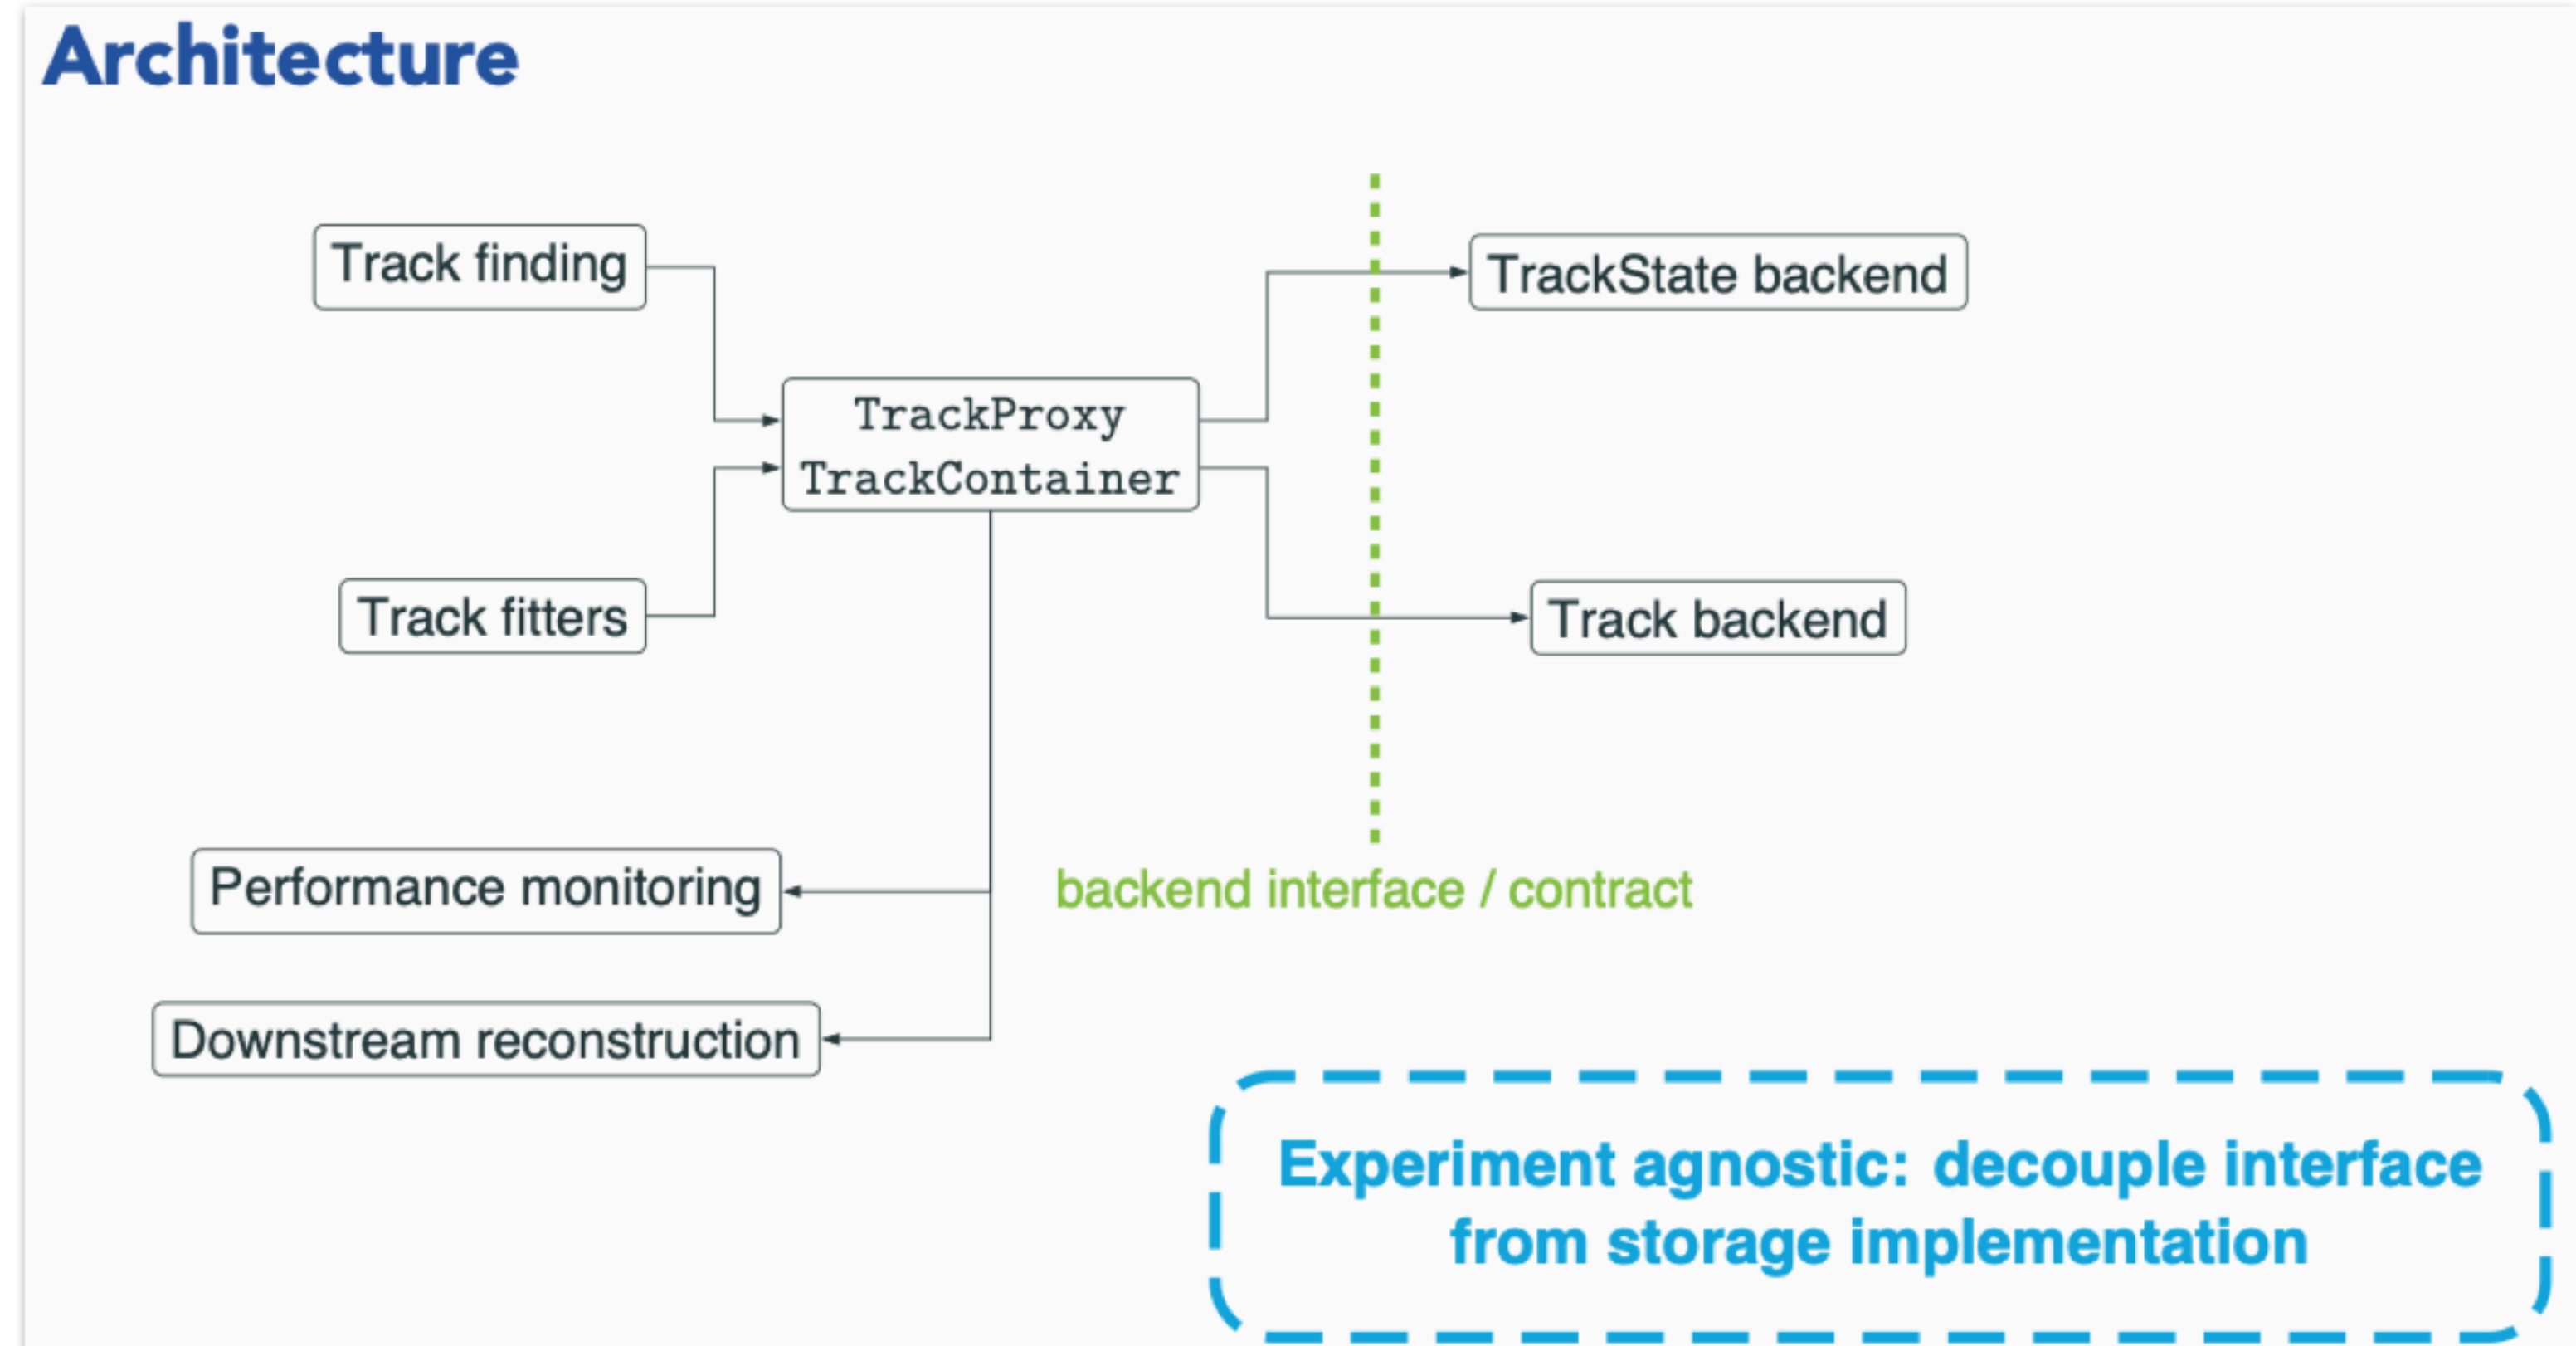 Architecture
Track finding
TrackState backend
TrackProxy
TrackContainer
Track fitters
Track backend
Performance monitoring
backend interface / contract
Downstream reconstruction
Experiment agnostic: decouple interface
from storage implementation